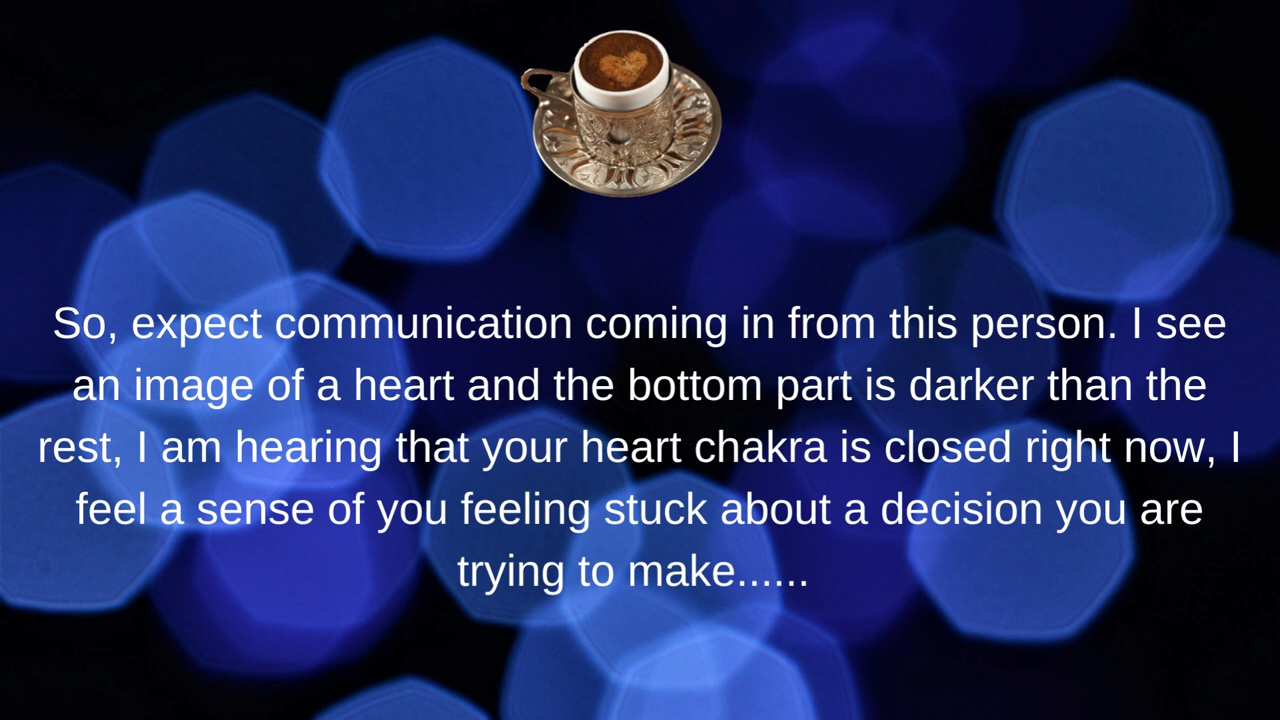 So, expect communication coming in from this person. I see
an image of a heart and the bottom part is darker than the
rest, I am hearing that your heart chakra is closed right now, I
feel a sense of you feeling stuck about a decision you are
trying to make......